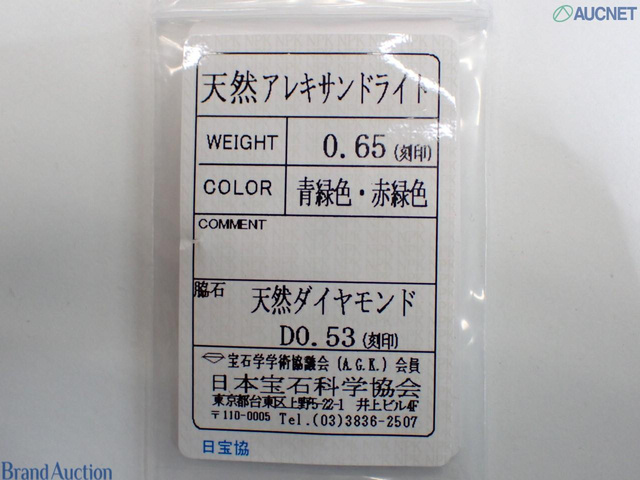 AUCNET
天然アレキサンドライト
WEIGHT 0.65(刻印)
COLOR 青緑色・赤緑色
COMMENT
脇石 天然ダイヤモンド
D0.53(刻印)
宝石学学術協議会(A.G.K.)会員
日本宝石科学協会
東京都台東区上野5-22-1 井上ビル4F
〒110-0005 Tel.(03)3836-2507
日宝協
Brand Auction